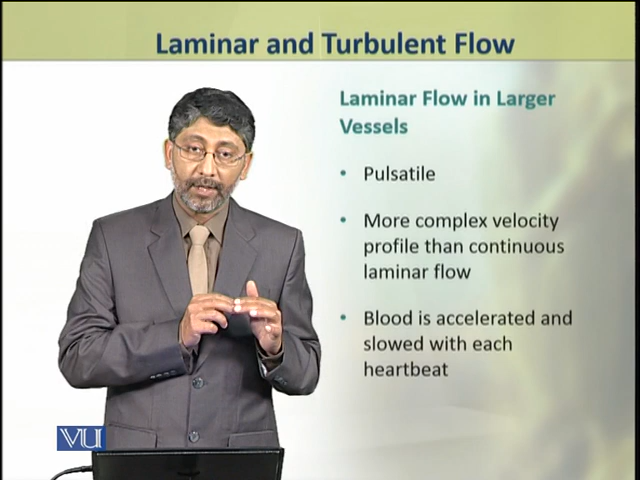 Laminar and Turbulent Flow
Laminar Flow in Larger
Vessels
• Pulsatile
• More complex velocity
profile than continuous
laminar flow
• Blood is accelerated and
slowed with each
heartbeat
VU